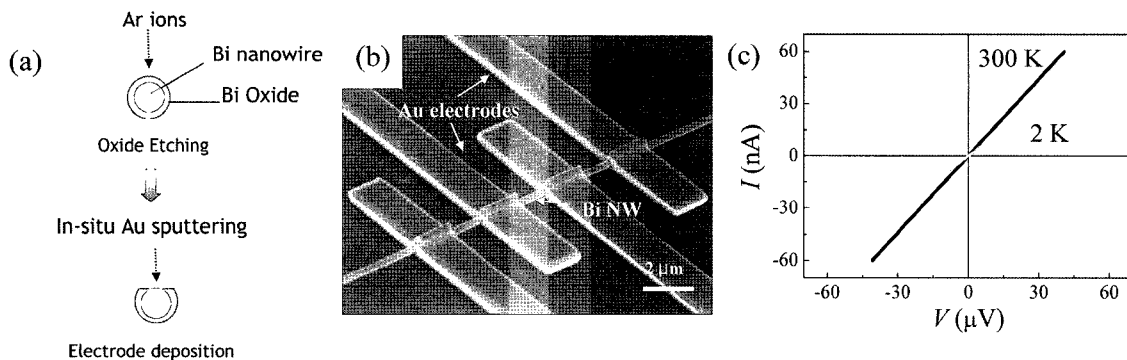 (a)
Ar ions
Bi nanowire
Bi Oxide
Oxide Etching
In-situ Au sputtering
Electrode deposition
(b)
Au electrodes
Bi NW
2 μm
(c)
60
30
0
-30
-60
I (nA)
300 K
2 K
-60 -30 0 30 60
V (μV)